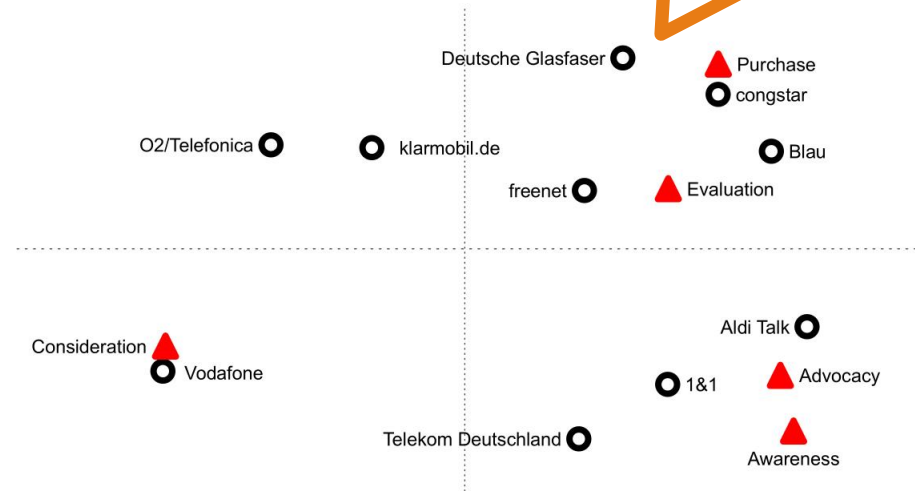 Deutsche Glasfaser
Purchase
congstar
O2/Telefonica
klarmobil.de
Blau
freenet
Evaluation
Aldi Talk
Consideration
Vodafone
1&1
Advocacy
Telekom Deutschland
Awareness